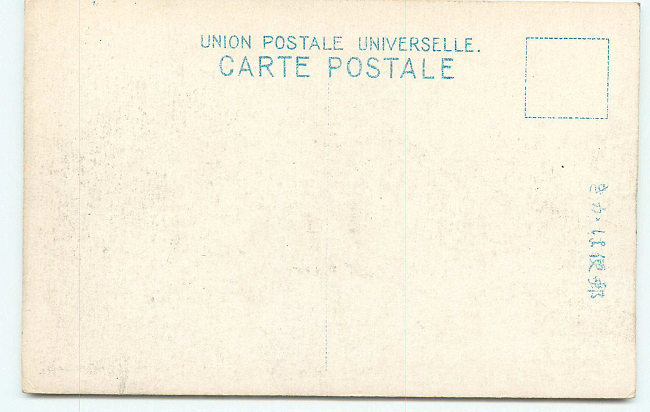 UNION POSTALE UNIVERSELLE.
CARTE POSTALE
郵便はかき